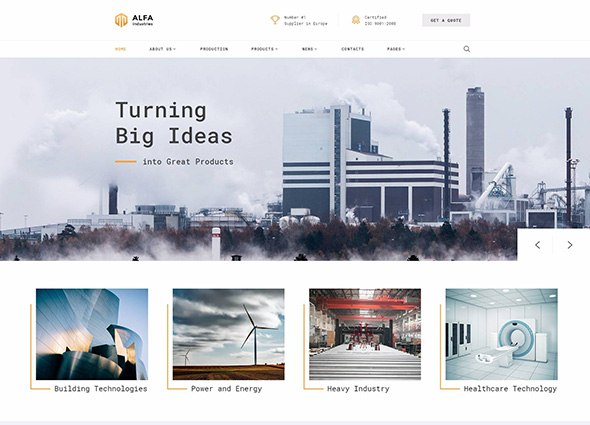 ALFA
Industries
Number #1
Supplier in Europe
Certified
ISO 9001:2008
GET A QUOTE
HOME
ABOUT US
PRODUCTION
PRODUCTS
NEWS
CONTACTS
PAGES
Turning
Big Ideas
into Great Products
Building Technologies
Power and Energy
Heavy Industry
Healthcare Technology